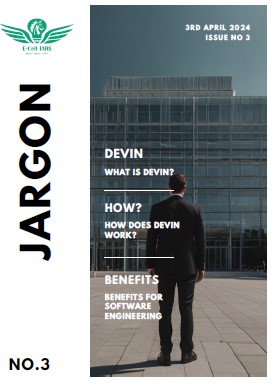 E-Cell IARE
JARGON
NO.3
3RD APRIL 2024
ISSUE NO 3
DEVIN
WHAT IS DEVIN?
HOW?
HOW DOES DEVIN
WORK?
BENEFITS
BENEFITS FOR
SOFTWARE
ENGINEERING